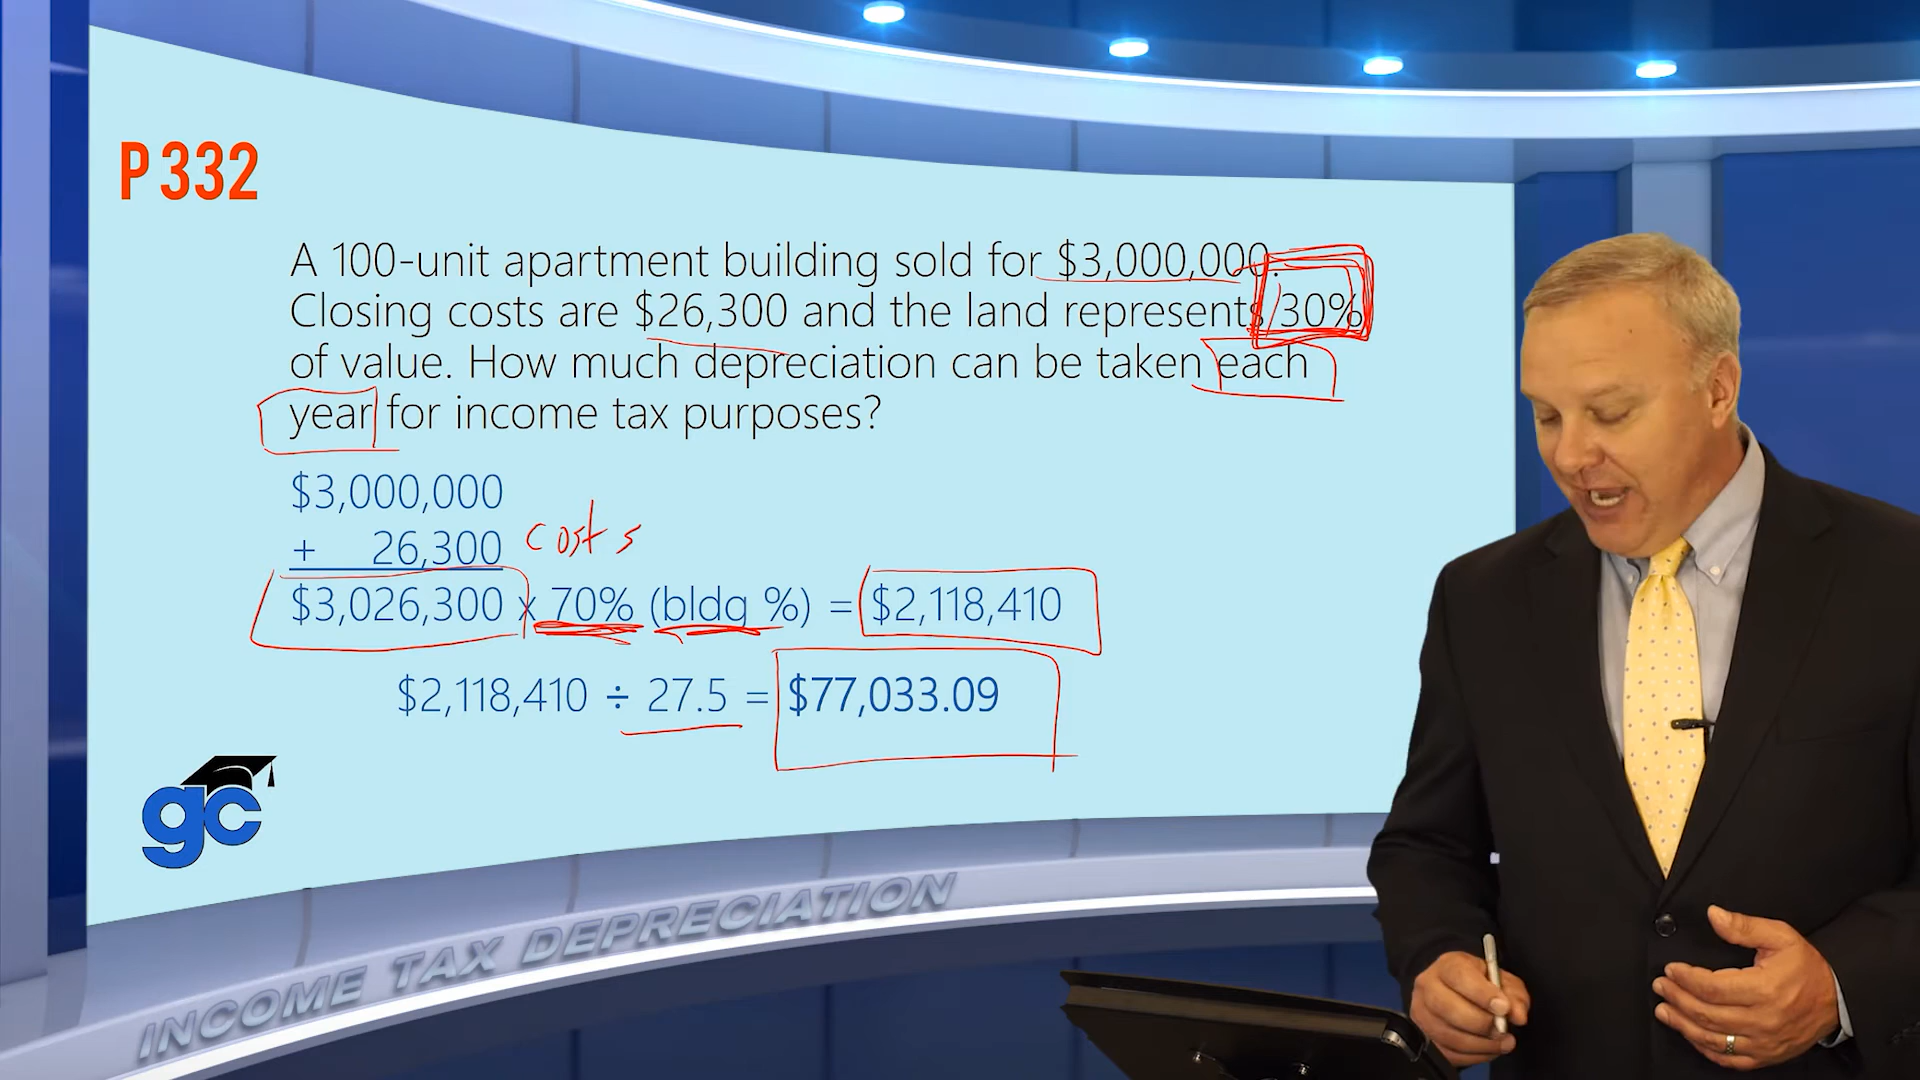 P 332
A 100-unit apartment building sold for $3,000,000.
Closing costs are $26,300 and the land represents 30%
of value. How much depreciation can be taken each
year for income tax purposes?
$3,000,000
+ 26,300 costs
$3,026,300 x 70% (bldg %) = $2,118,410
$2,118,410 ÷ 27.5 = $77,033.09
gc
INCOME TAX DEPRECIATION